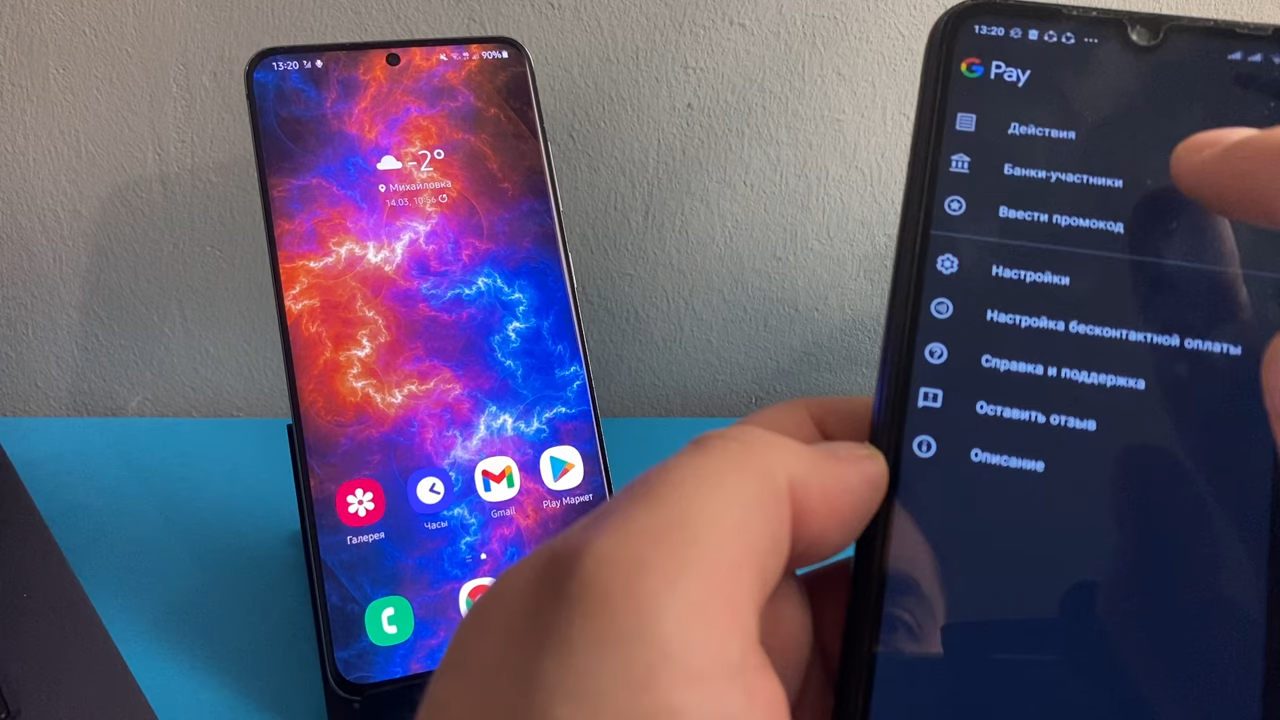 13:20
90%
-2°
Михайловка
14.03, 10:56
Галерея
Часы
Gmail
Play Маркет
13:20
G Pay
Действия
Банки-участники
Ввести промокод
Настройки
Настройка бесконтактной оплаты
Справка и поддержка
Оставить отзыв
Описание